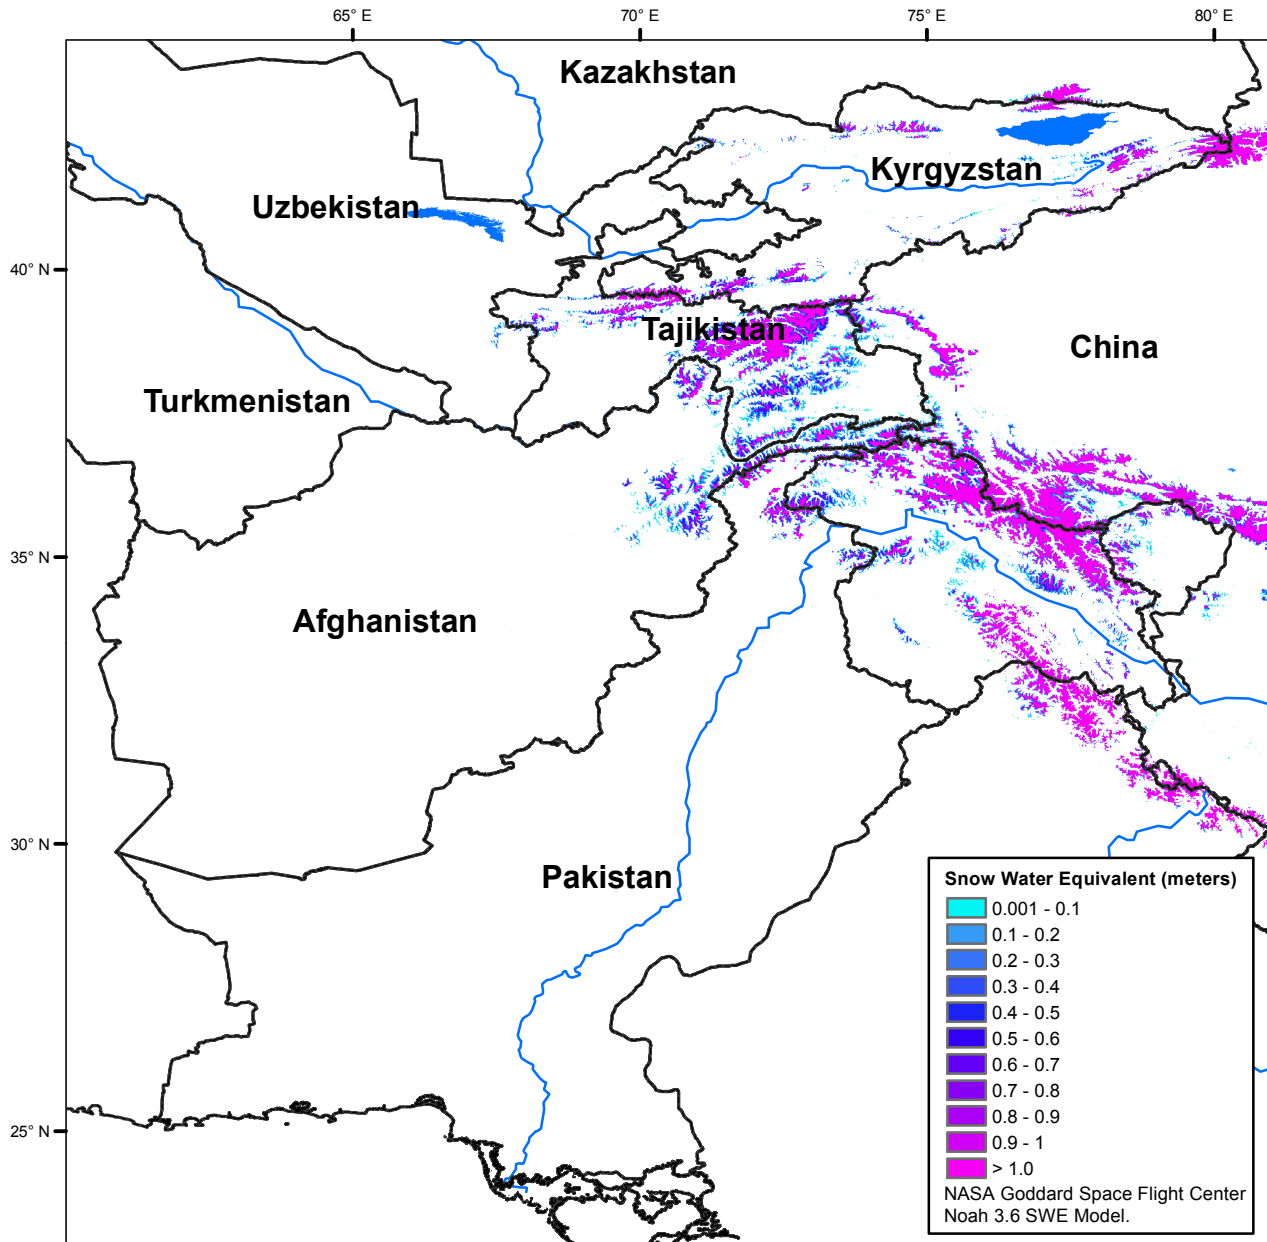 65° E
70° E
75° E
80° E
Kazakhstan
Kyrgyzstan
Uzbekistan
40° N
Tajikistan
China
Turkmenistan
35° N
Afghanistan
30° N
Pakistan
Snow Water Equivalent (meters)
0.001 - 0.1
0.1 - 0.2
0.2 - 0.3
0.3 - 0.4
0.4 - 0.5
0.5 - 0.6
0.6 - 0.7
0.7 - 0.8
0.8 - 0.9
0.9 - 1
> 1.0
NASA Goddard Space Flight Center
Noah 3.6 SWE Model.
25° N